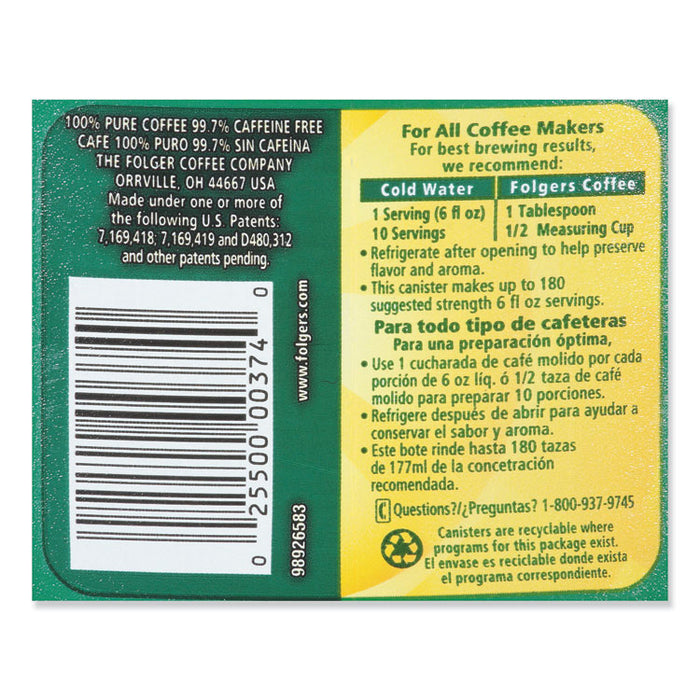 100% PURE COFFEE 99.7% CAFFEINE FREE
CAFE 100% PURO 99.7% SIN CAFEÍNA
THE FOLGER COFFEE COMPANY
ORRVILLE, OH 44667 USA
Made under one or more of
the following U.S. Patents:
7,169,418; 7,169,419 and D480,312
and other patents pending.
0 25500 00374 0
www.folgers.com
98926583
For All Coffee Makers
For best brewing results,
we recommend:
Cold Water Folgers Coffee
1 Serving (6 fl oz) 1 Tablespoon
10 Servings 1/2 Measuring Cup
• Refrigerate after opening to help preserve
flavor and aroma.
• This canister makes up to 180
suggested strength 6 fl oz servings.
Para todo tipo de cafeteras
Para una preparación óptima,
• Use 1 cucharada de café molido por cada
porción de 6 oz líq. ó 1/2 taza de café
molido para preparar 10 porciones.
• Refrigere después de abrir para ayudar a
conservar el sabor y aroma.
• Este bote rinde hasta 180 tazas
de 177ml de la concetración
recomendada.
Questions?/¿Preguntas? 1-800-937-9745
Canisters are recyclable where
programs for this package exist.
El envase es reciclable donde exista
el programa correspondiente.